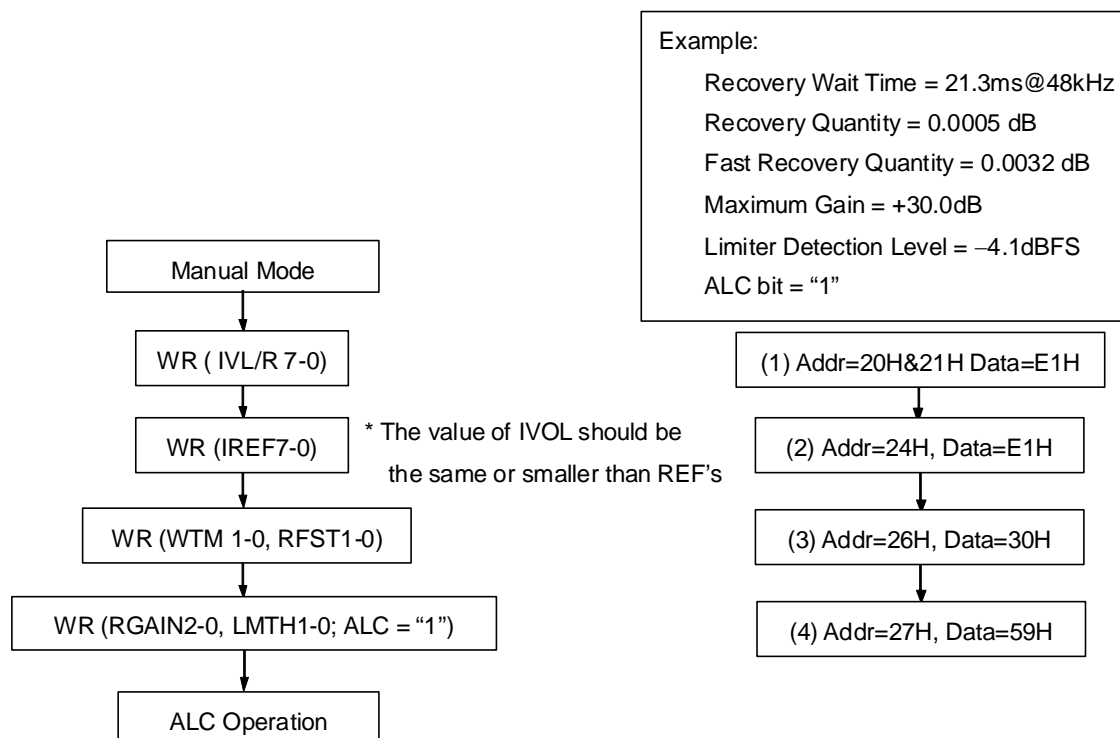 Example:
Recovery Wait Time = 21.3ms@48kHz
Recovery Quantity = 0.0005 dB
Fast Recovery Quantity = 0.0032 dB
Maximum Gain = +30.0dB
Limiter Detection Level = −4.1dBFS
ALC bit = “1”
Manual Mode
WR ( IVL/R 7-0)
WR (IREF7-0)
* The value of IVOL should be
the same or smaller than REF’s
WR (WTM 1-0, RFST1-0)
WR (RGAIN2-0, LMTH1-0; ALC = “1”)
ALC Operation
(1) Addr=20H&21H Data=E1H
(2) Addr=24H, Data=E1H
(3) Addr=26H, Data=30H
(4) Addr=27H, Data=59H